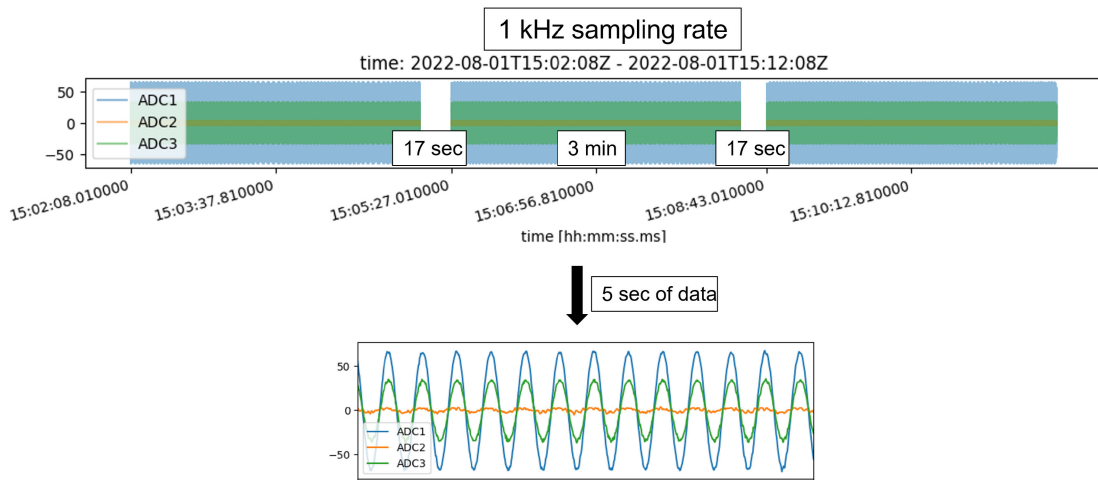 1 kHz sampling rate
time: 2022-08-01T15:02:08Z - 2022-08-01T15:12:08Z
50
0
−50
ADC1
ADC2
ADC3
17 sec
3 min
17 sec
15:02:08.010000
15:03:37.810000
15:05:27.010000
15:06:56.810000
15:08:43.010000
15:10:12.810000
time [hh:mm:ss.ms]
5 sec of data
50
0
−50
ADC1
ADC2
ADC3